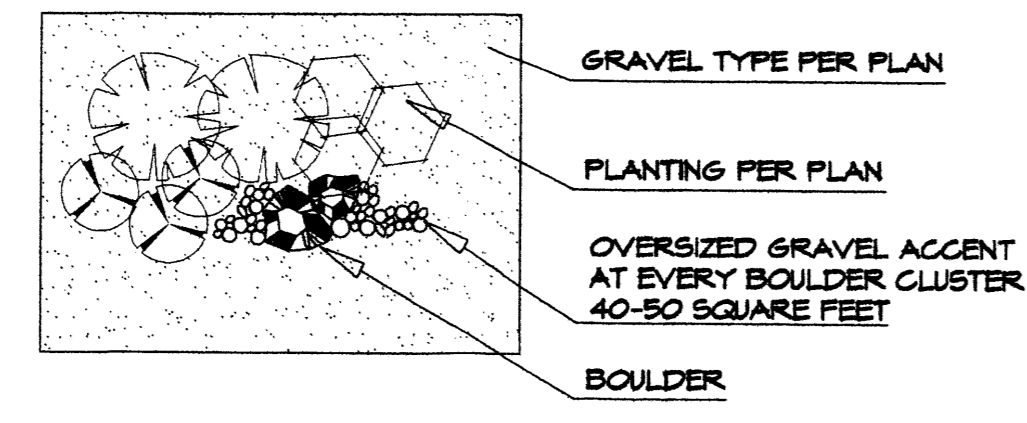 GRAVEL TYPE PER PLAN
PLANTING PER PLAN
OVERSIZED GRAVEL ACCENT
AT EVERY BOULDER CLUSTER
40-50 SQUARE FEET
BOULDER